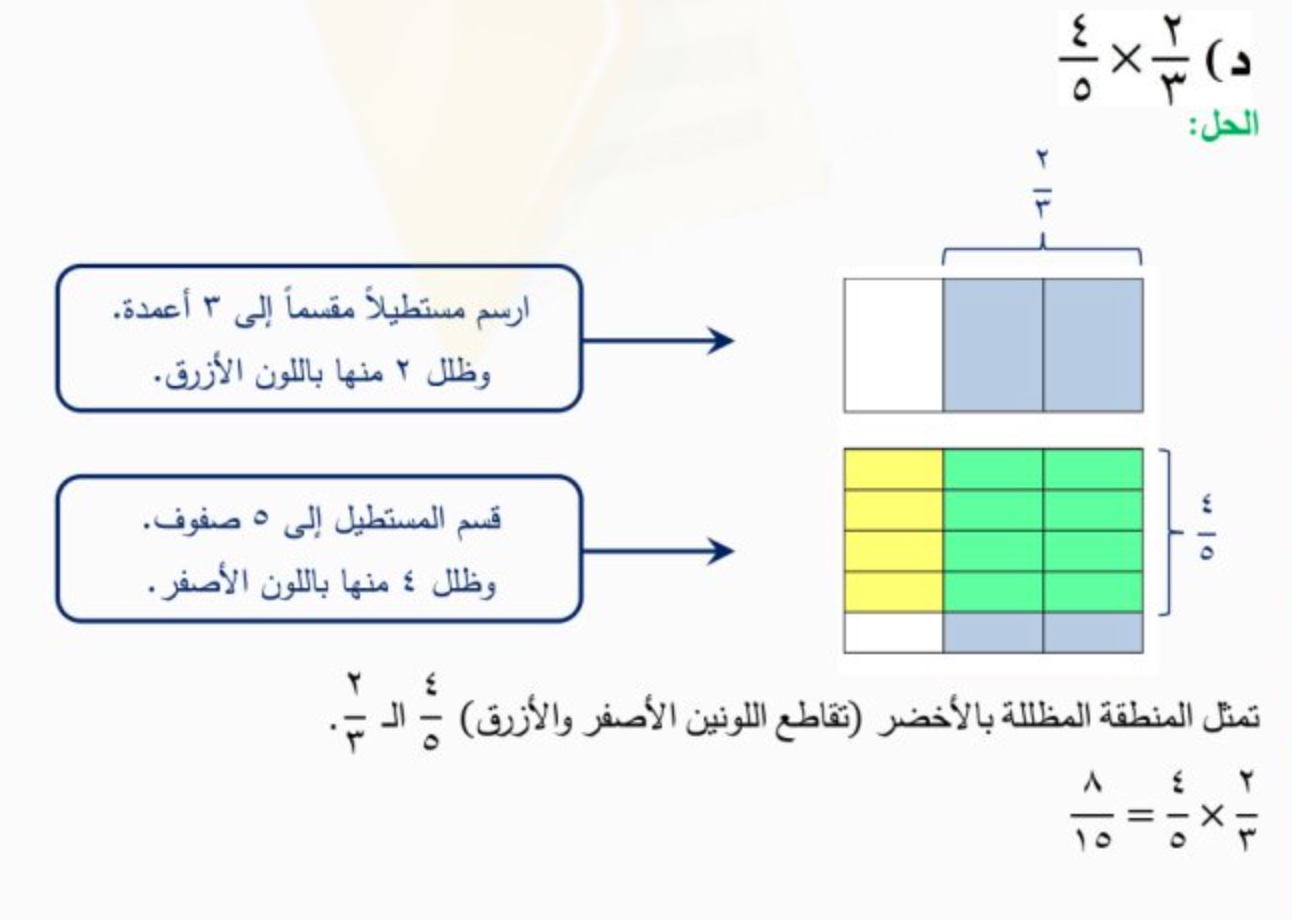 د) ٢/٣ × ٤/٥
الحل:
٢/٣
ارسم مستطيلاً مقسماً إلى ٣ أعمدة.
وظلل ٢ منها باللون الأزرق.
قسم المستطيل إلى ٥ صفوف.
وظلل ٤ منها باللون الأصفر.
٤/٥
تمثل المنطقة المظللة بالأخضر (تقاطع اللونين الأصفر والأزرق) ٤/٥ الـ ٢/٣.
٢/٣ × ٤/٥ = ٨/١٥